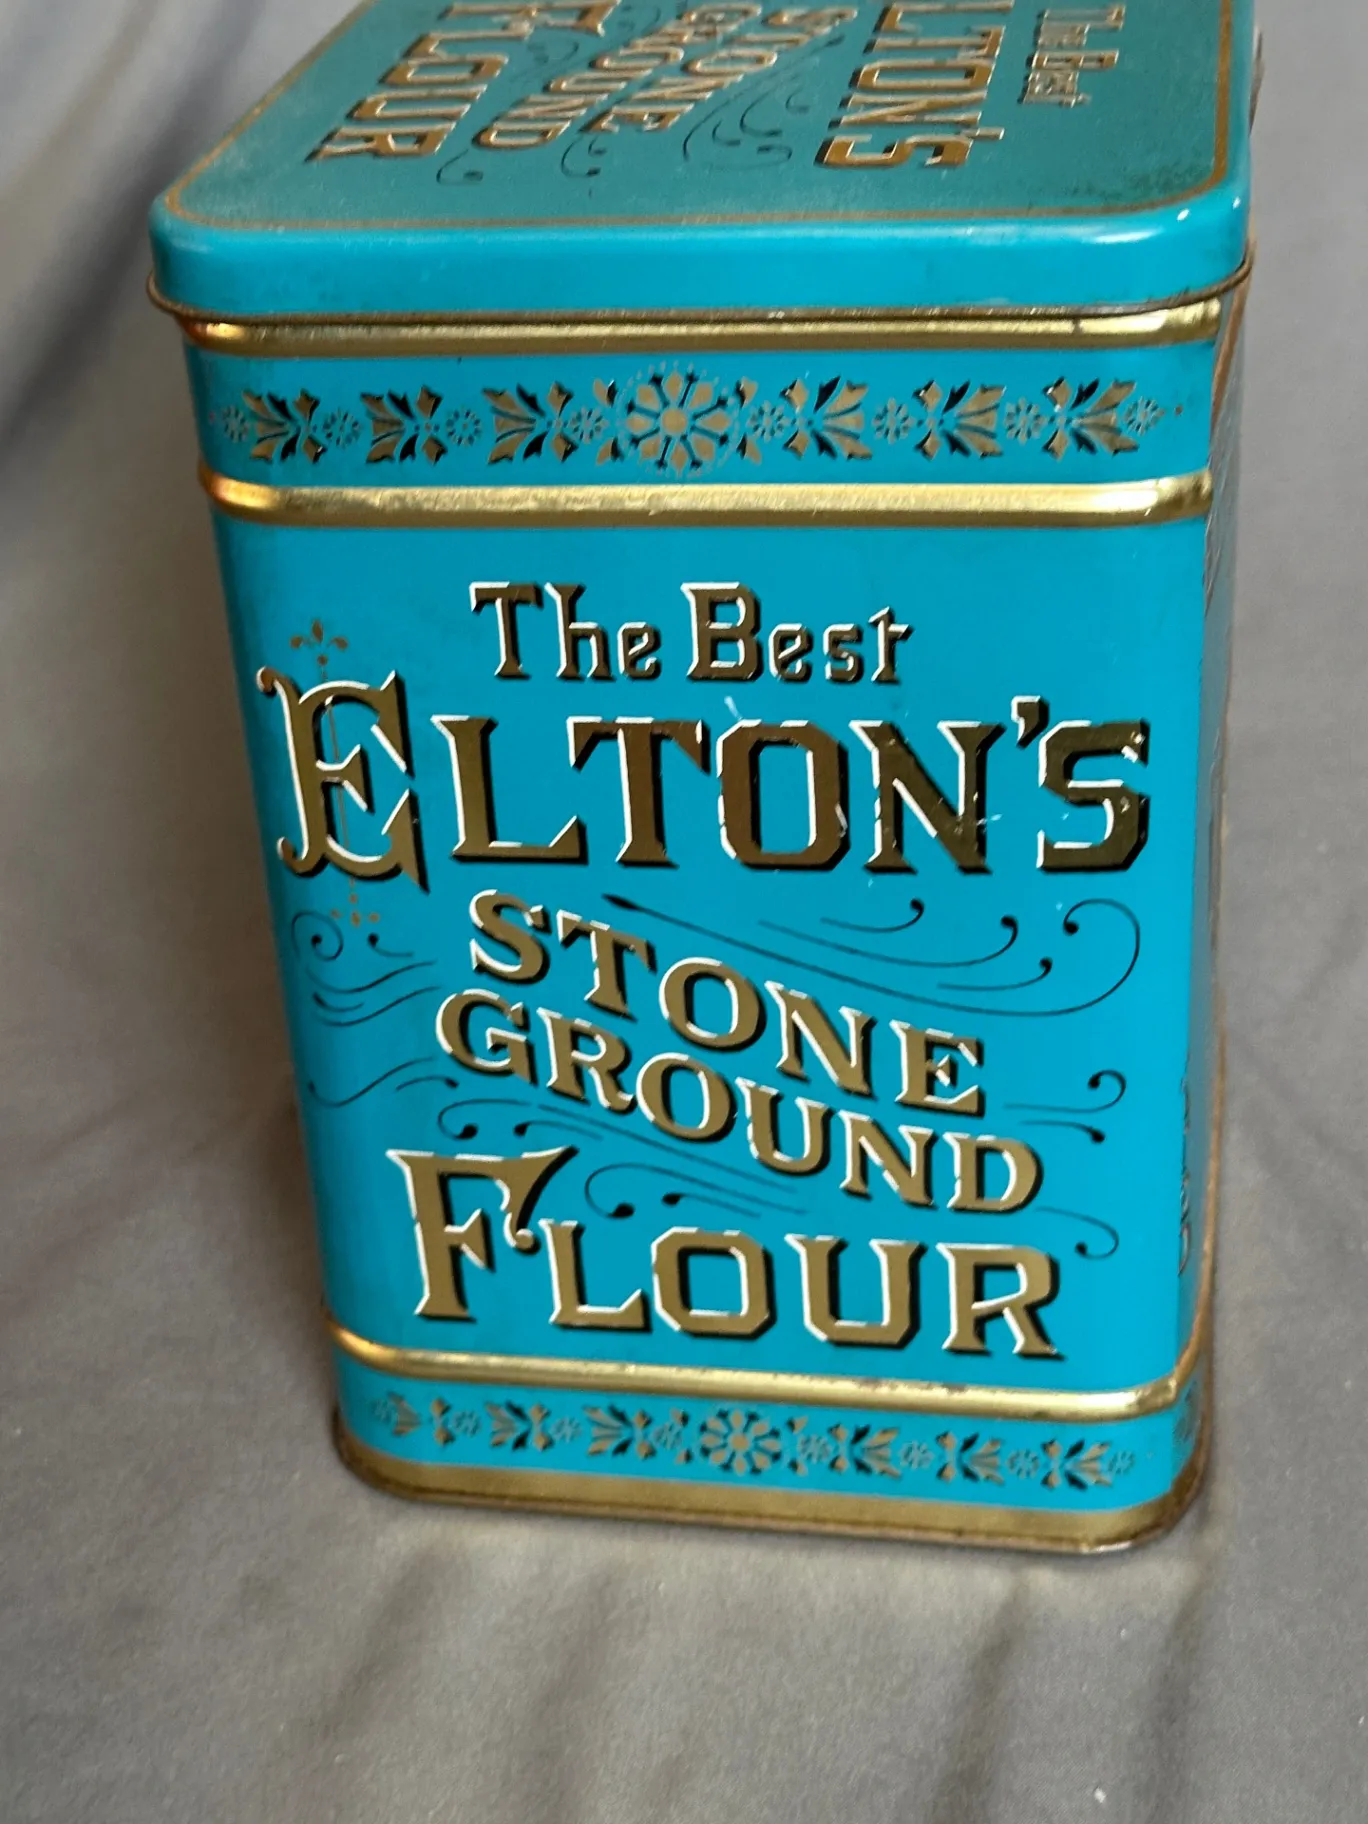 The Best
ELTON'S
STONE
GROUND
FLOUR
The Best
ELTON'S
STONE
GROUND
FLOUR